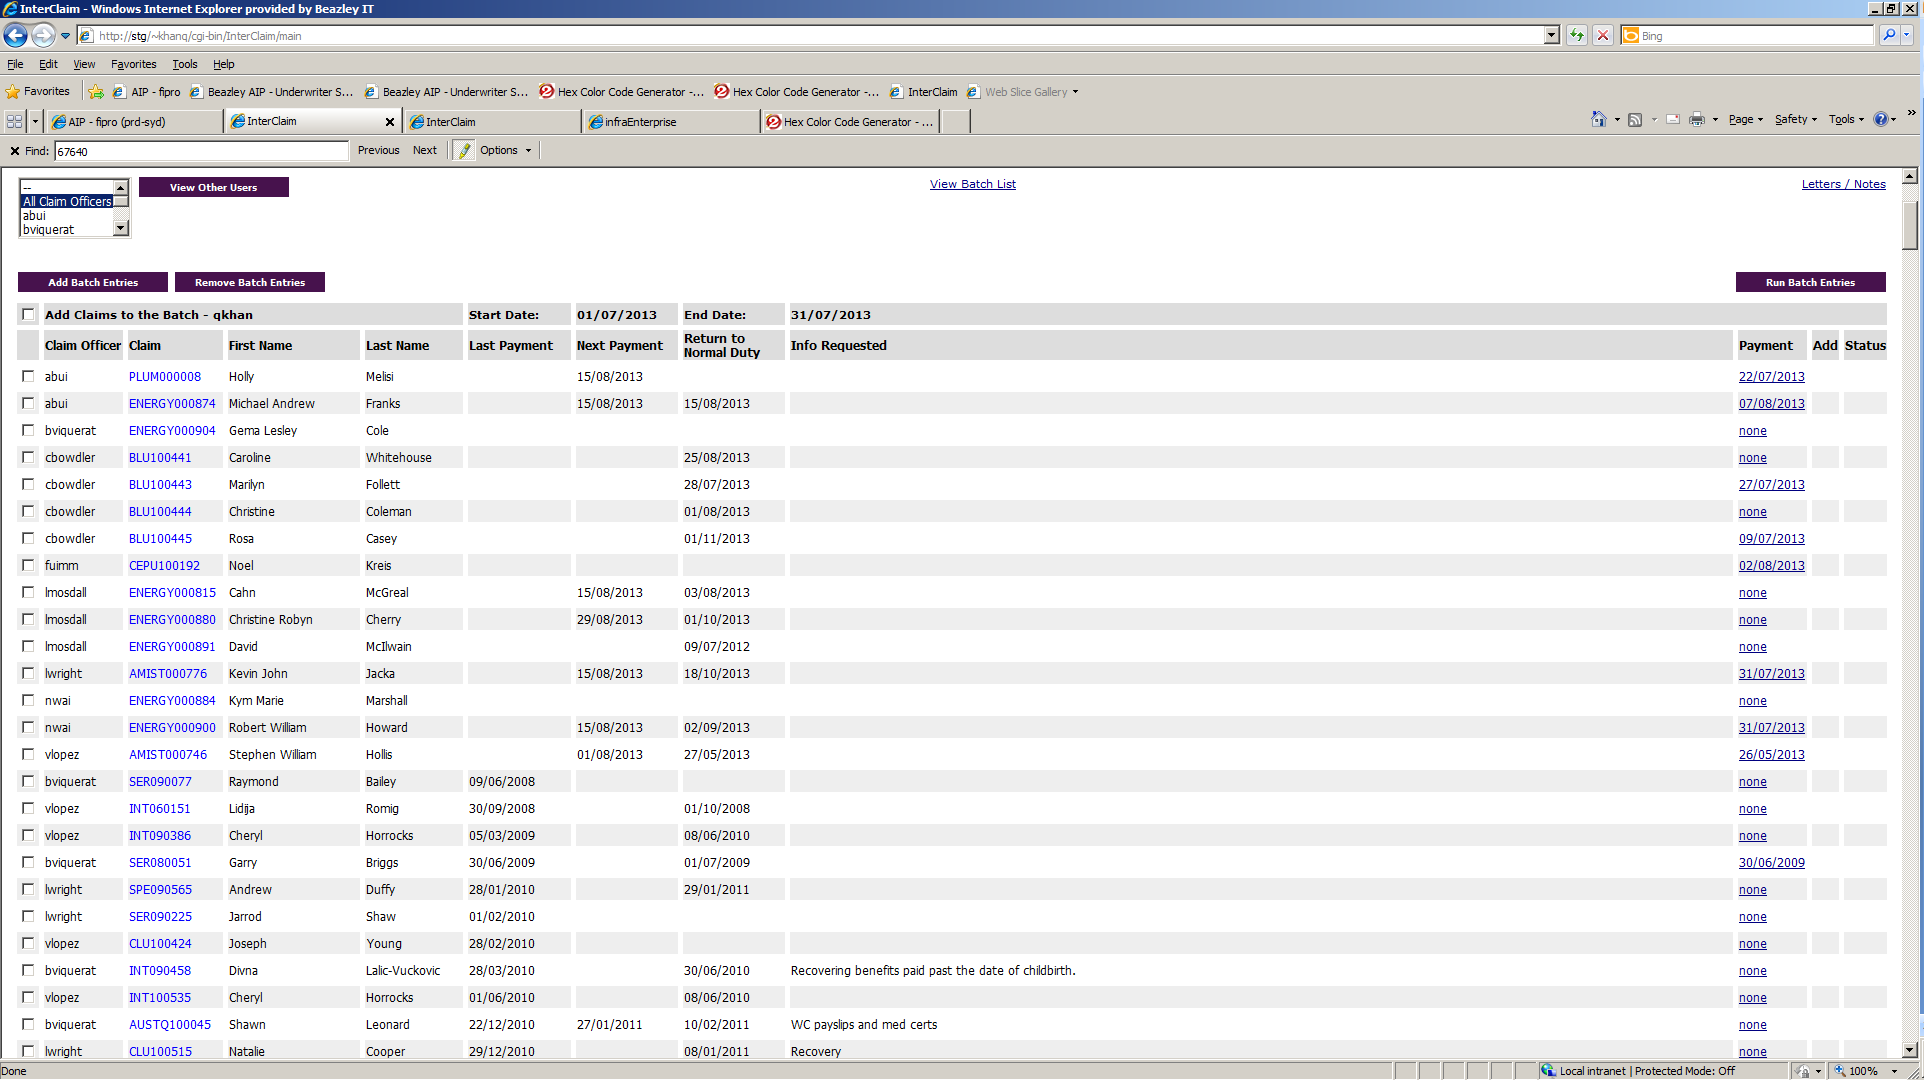 InterClaim - Windows Internet Explorer provided by Beazley IT
http://stg/~khanq/cgi-bin/InterClaim/main
Bing
File Edit View Favorites Tools Help
Favorites AIP - fipro Beazley AIP - Underwriter S... Beazley AIP - Underwriter S... Hex Color Code Generator -... Hex Color Code Generator -... InterClaim Web Slice Gallery
AIP - fipro (prd-syd) InterClaim InterClaim infraEnterprise Hex Color Code Generator - ... Page Safety Tools
Find: 67640 Previous Next Options
--
All Claim Officers
abui
bviquerat
View Other Users
View Batch List
Letters / Notes
Add Batch Entries Remove Batch Entries Run Batch Entries
Add Claims to the Batch - qkhan Start Date: 01/07/2013 End Date: 31/07/2013
Claim Officer Claim First Name Last Name Last Payment Next Payment Return to Normal Duty Info Requested Payment Add Status
abui PLUM000008 Holly Melisi 15/08/2013 22/07/2013
abui ENERGY000874 Michael Andrew Franks 15/08/2013 15/08/2013 07/08/2013
bviquerat ENERGY000904 Gema Lesley Cole none
cbowdler BLU100441 Caroline Whitehouse 25/08/2013 none
cbowdler BLU100443 Marilyn Follett 28/07/2013 27/07/2013
cbowdler BLU100444 Christine Coleman 01/08/2013 none
cbowdler BLU100445 Rosa Casey 01/11/2013 09/07/2013
fuimm CEPU100192 Noel Kreis 02/08/2013
lmosdall ENERGY000815 Cahn McGreal 15/08/2013 03/08/2013 none
lmosdall ENERGY000880 Christine Robyn Cherry 29/08/2013 01/10/2013 none
lmosdall ENERGY000891 David McIlwain 09/07/2012 none
lwright AMIST000776 Kevin John Jacka 15/08/2013 18/10/2013 31/07/2013
nwai ENERGY000884 Kym Marie Marshall none
nwai ENERGY000900 Robert William Howard 15/08/2013 02/09/2013 31/07/2013
vlopez AMIST000746 Stephen William Hollis 01/08/2013 27/05/2013 26/05/2013
bviquerat SER090077 Raymond Bailey 09/06/2008 none
vlopez INT060151 Lidija Romig 30/09/2008 01/10/2008 none
vlopez INT090386 Cheryl Horrocks 05/03/2009 08/06/2010 none
bviquerat SER080051 Garry Briggs 30/06/2009 01/07/2009 30/06/2009
lwright SPE090565 Andrew Duffy 28/01/2010 29/01/2011 none
lwright SER090225 Jarrod Shaw 01/02/2010 none
vlopez CLU100424 Joseph Young 28/02/2010 none
bviquerat INT090458 Divna Lalic-Vuckovic 28/03/2010 30/06/2010 Recovering benefits paid past the date of childbirth. none
vlopez INT100535 Cheryl Horrocks 01/06/2010 08/06/2010 none
bviquerat AUSTQ100045 Shawn Leonard 22/12/2010 27/01/2011 10/02/2011 WC payslips and med certs none
lwright CLU100515 Natalie Cooper 29/12/2010 08/01/2011 Recovery none
Done Local intranet | Protected Mode: Off 100%